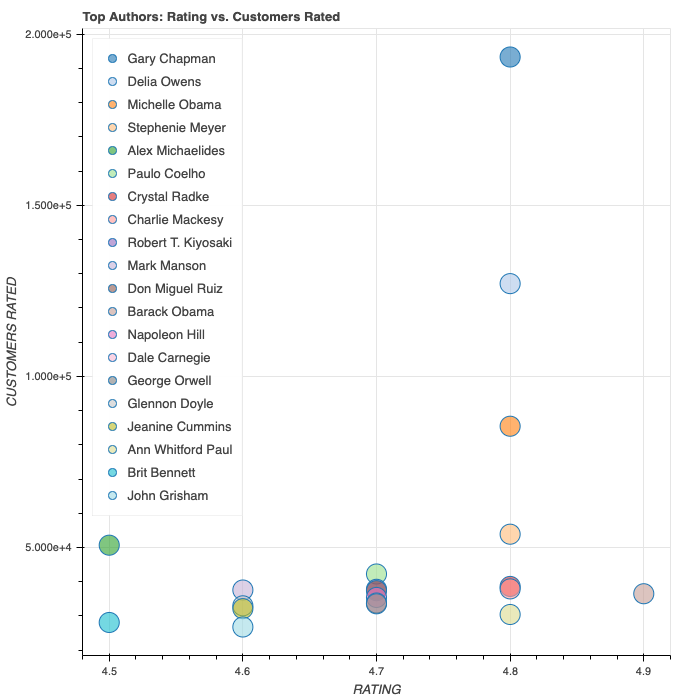 Top Authors: Rating vs. Customers Rated
2.000e+5
1.500e+5
1.000e+5
5.000e+4
CUSTOMERS RATED
Gary Chapman
Delia Owens
Michelle Obama
Stephenie Meyer
Alex Michaelides
Paulo Coelho
Crystal Radke
Charlie Mackesy
Robert T. Kiyosaki
Mark Manson
Don Miguel Ruiz
Barack Obama
Napoleon Hill
Dale Carnegie
George Orwell
Glennon Doyle
Jeanine Cummins
Ann Whitford Paul
Brit Bennett
John Grisham
4.5 4.6 4.7 4.8 4.9
RATING